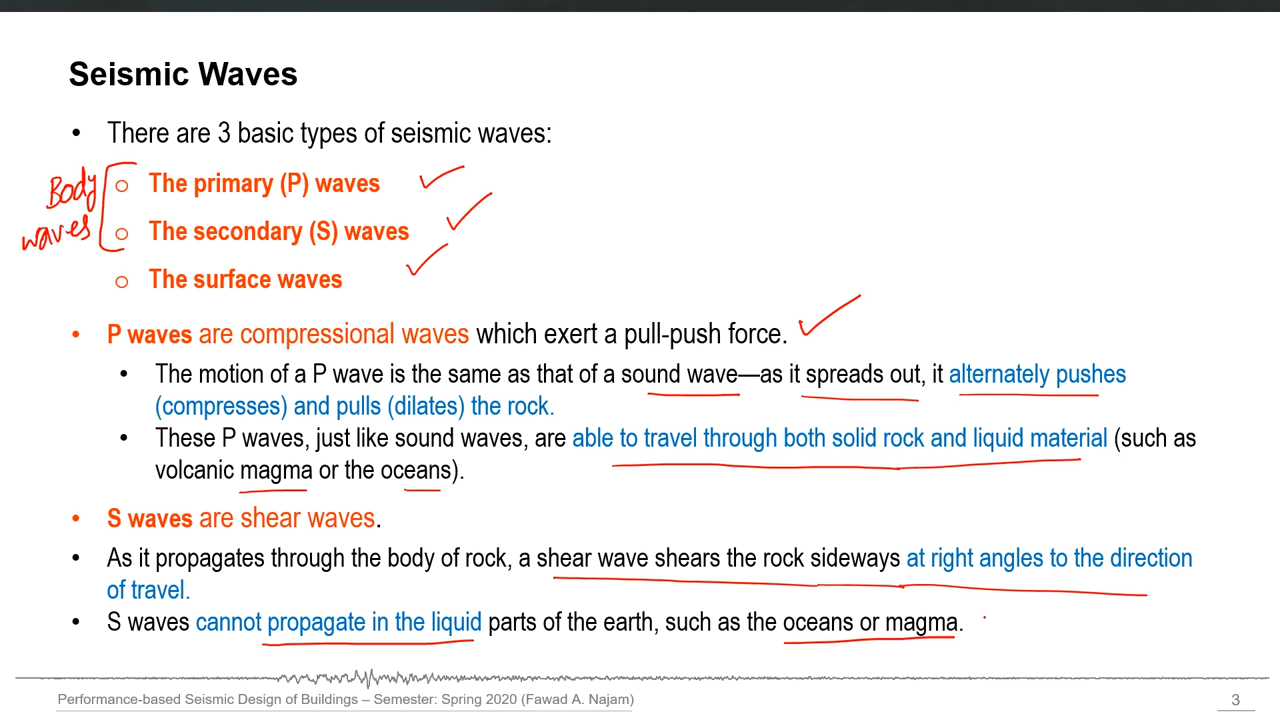 Seismic Waves
• There are 3 basic types of seismic waves:
Body
waves
o The primary (P) waves
o The secondary (S) waves
o The surface waves
• P waves are compressional waves which exert a pull-push force.
• The motion of a P wave is the same as that of a sound wave—as it spreads out, it alternately pushes
(compresses) and pulls (dilates) the rock.
• These P waves, just like sound waves, are able to travel through both solid rock and liquid material (such as
volcanic magma or the oceans).
• S waves are shear waves.
• As it propagates through the body of rock, a shear wave shears the rock sideways at right angles to the direction
of travel.
• S waves cannot propagate in the liquid parts of the earth, such as the oceans or magma.
Performance-based Seismic Design of Buildings – Semester: Spring 2020 (Fawad A. Najam)
3